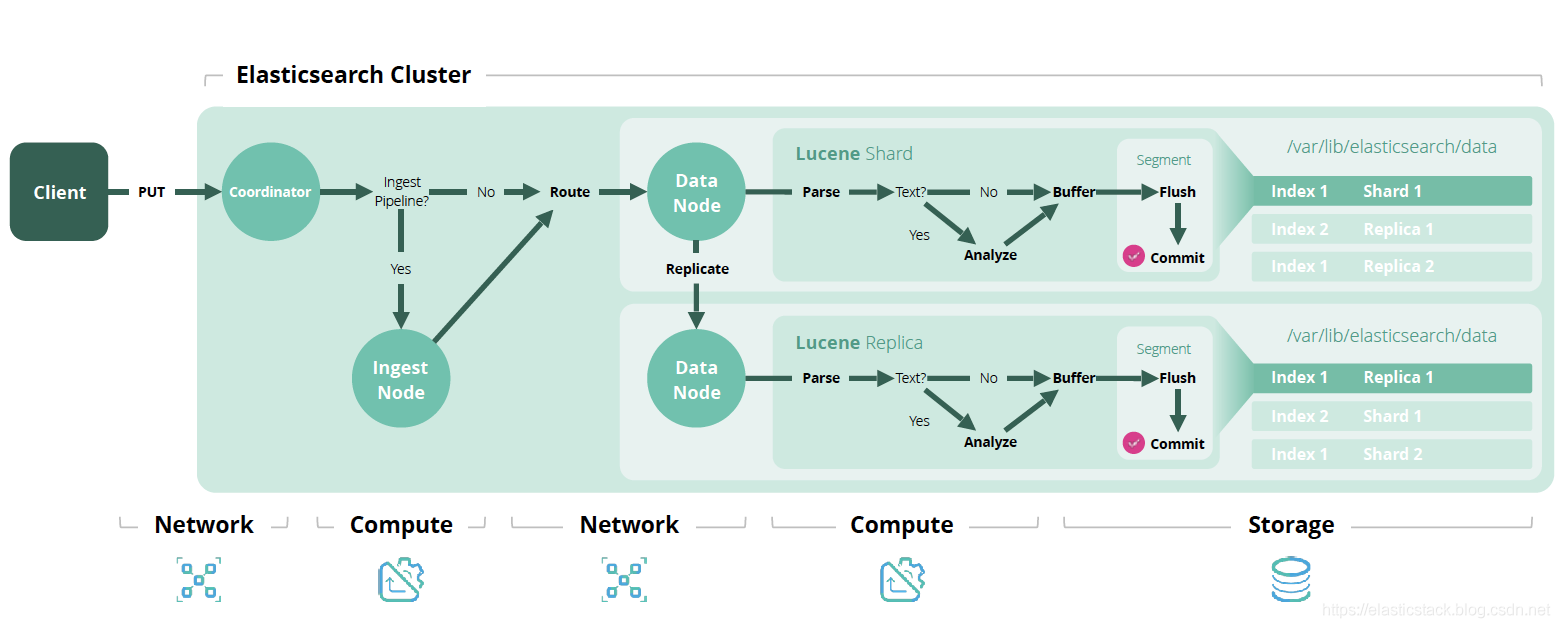 Elasticsearch Cluster
Client
PUT
Coordinator
Ingest
Pipeline?
No
Route
Yes
Ingest
Node
Data
Node
Replicate
Lucene Shard
Parse
Text?
No
Buffer
Yes
Analyze
Segment
Flush
Commit
/var/lib/elasticsearch/data
Index 1 Shard 1
Index 2 Replica 1
Index 1 Replica 2
Data
Node
Lucene Replica
Parse
Text?
No
Buffer
Yes
Analyze
Segment
Flush
Commit
/var/lib/elasticsearch/data
Index 1 Replica 1
Index 2 Shard 1
Index 1 Shard 2
Network
Compute
Network
Compute
Storage
https://elasticstack.blog.csdn.net